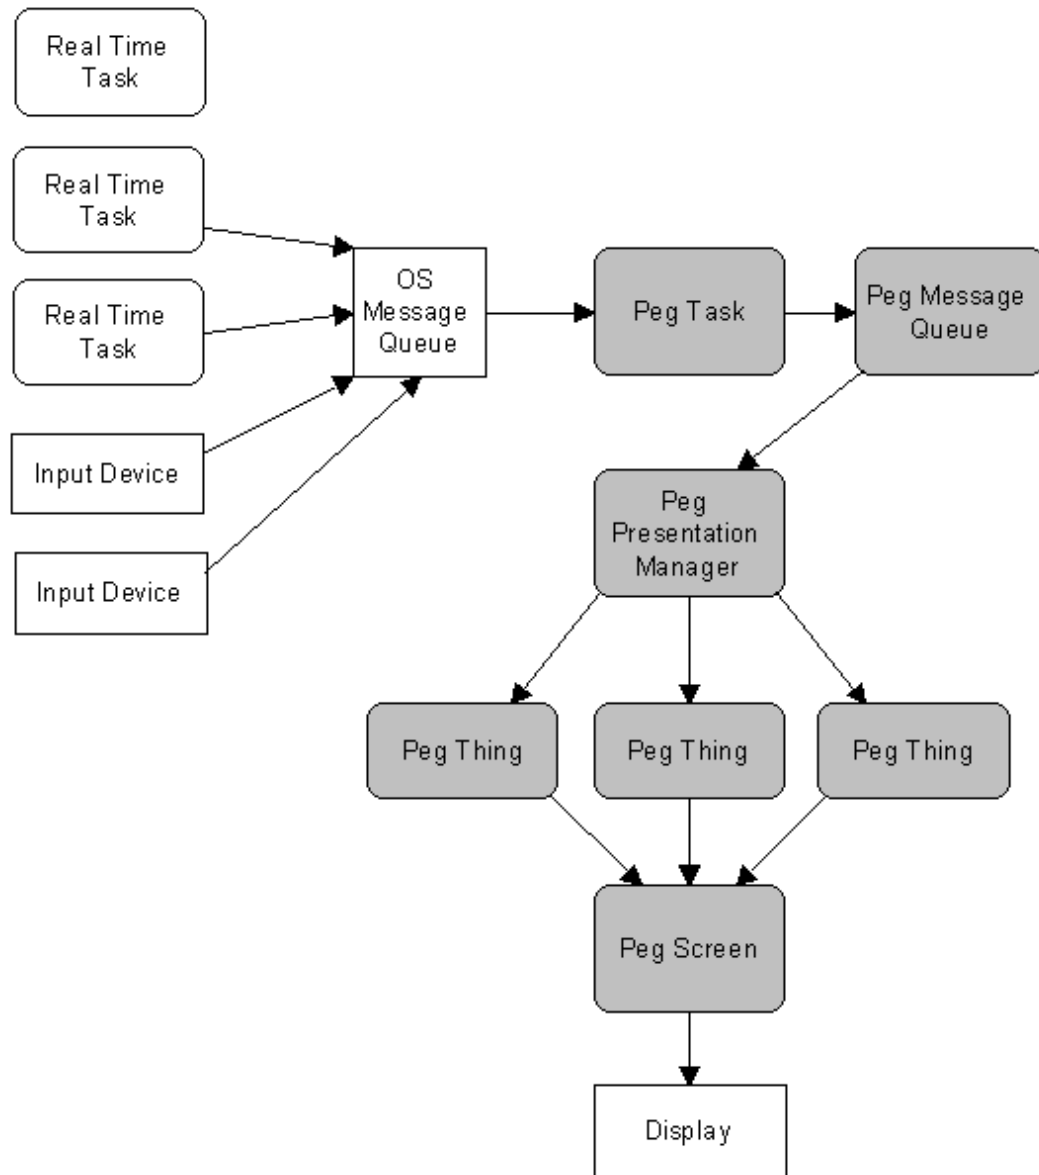 Real Time
Task
Real Time
Task
Real Time
Task
Input Device
Input Device
OS
Message
Queue
Peg Task
Peg Message
Queue
Peg
Presentation
Manager
Peg Thing
Peg Thing
Peg Thing
Peg Screen
Display